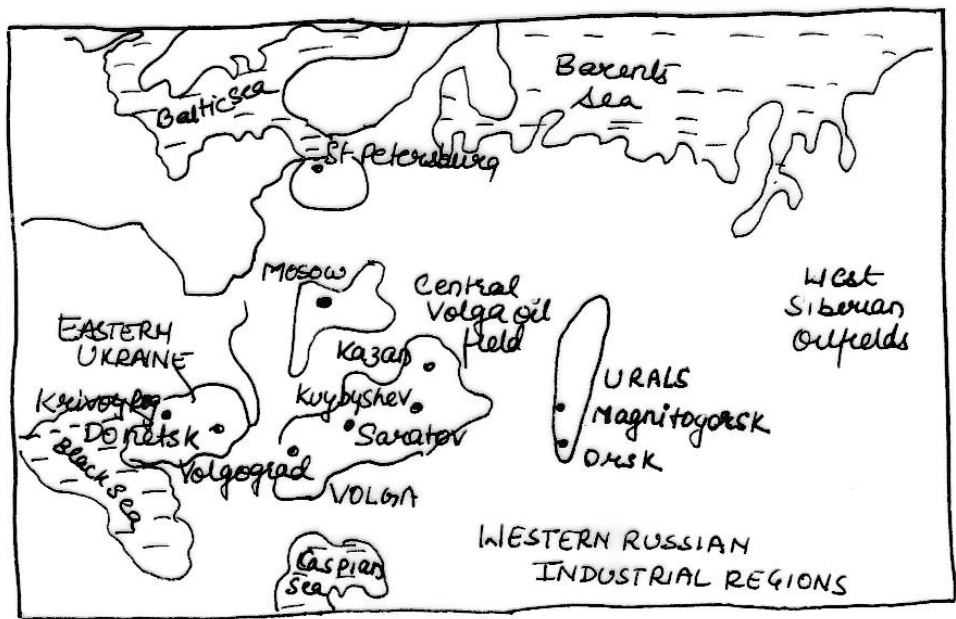 Barents
Sea
Baltic sea
St-Petersburg
Mosow
Central
Volga oil
field
West
Siberian
Oilfields
EASTERN
UKRAINE
Kazan
URALS
Krivoy rog
Kuybyshev
Magnitogorsk
Donetsk
Saratov
Orsk
Black sea
Volgograd
VOLGA
Caspian
Sea
WESTERN RUSSIAN
INDUSTRIAL REGIONS